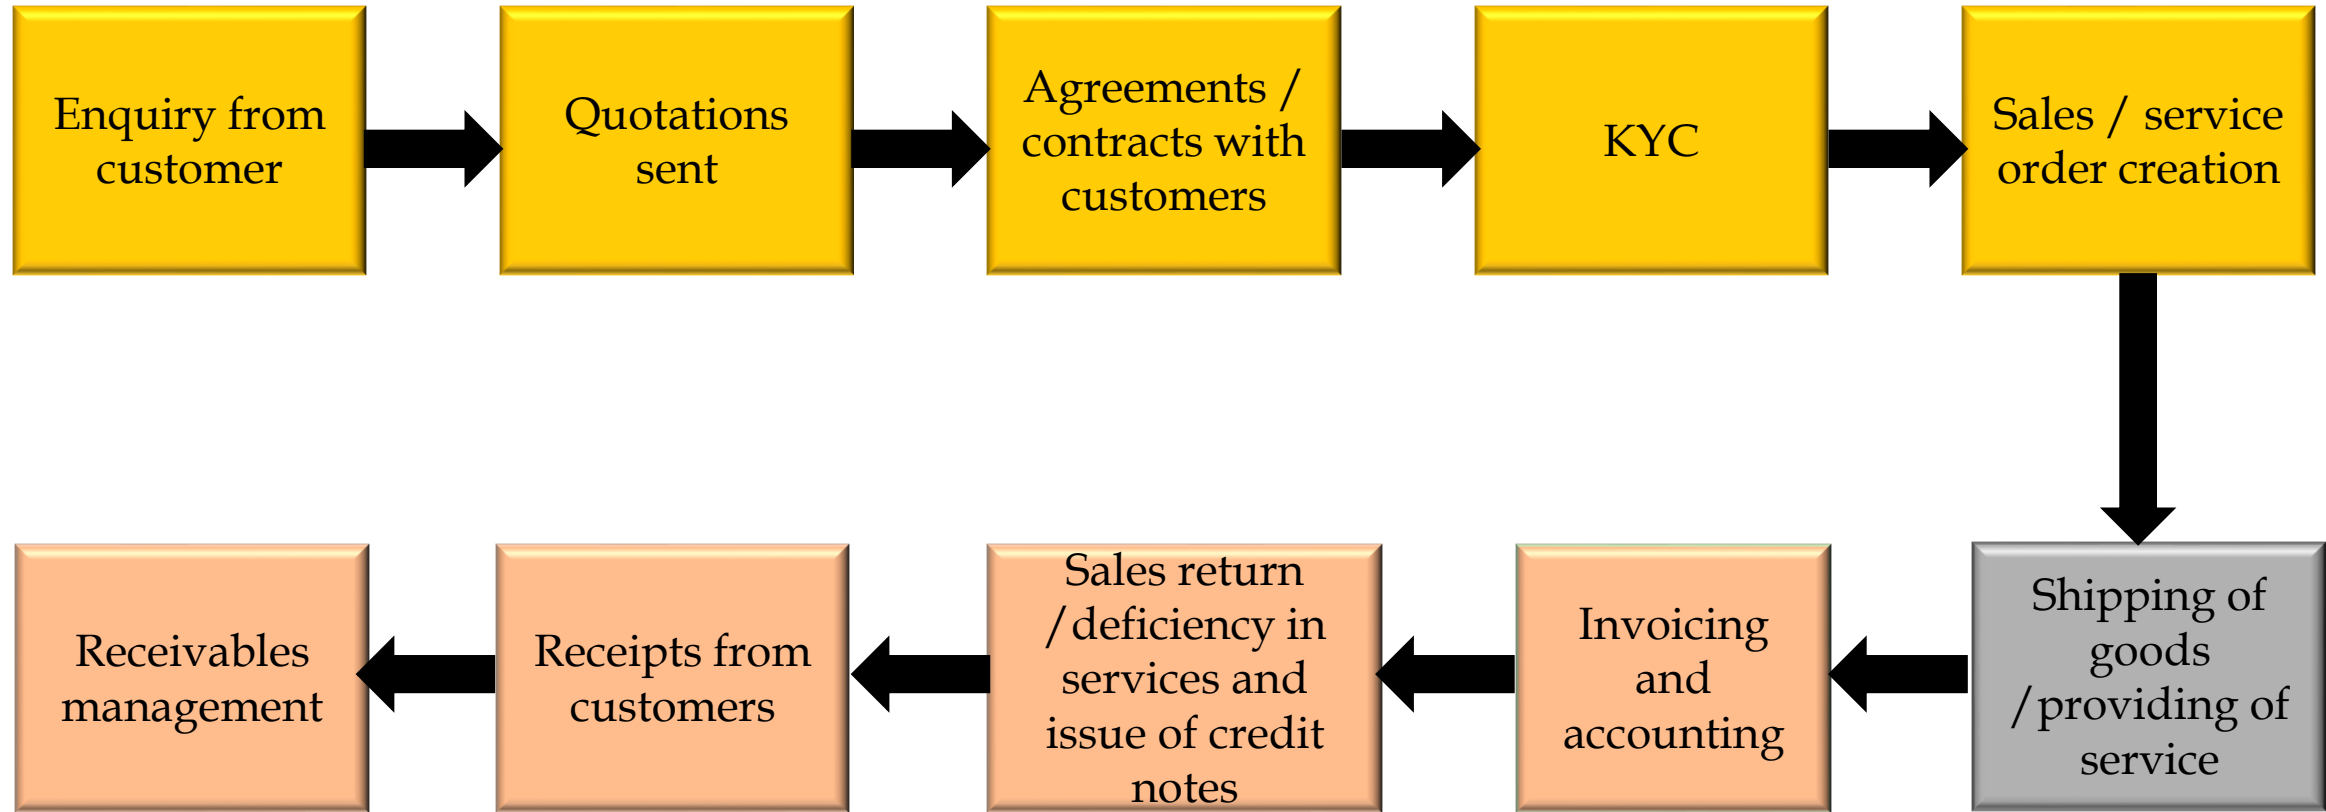 Enquiry from
customer
Quotations
sent
Agreements /
contracts with
customers
KYC
Sales / service
order creation
Receivables
management
Receipts from
customers
Sales return
/deficiency in
services and
issue of credit
notes
Invoicing
and
accounting
Shipping of
goods
/providing of
service